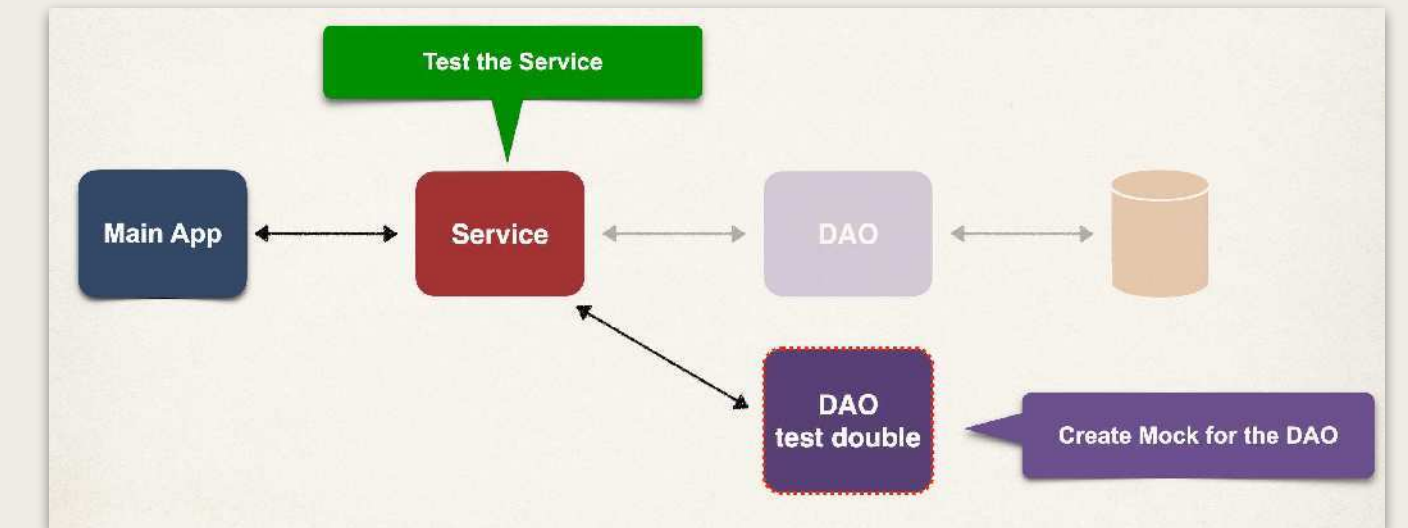 Test the Service
Main App
Service
DAO
DAO
test double
Create Mock for the DAO